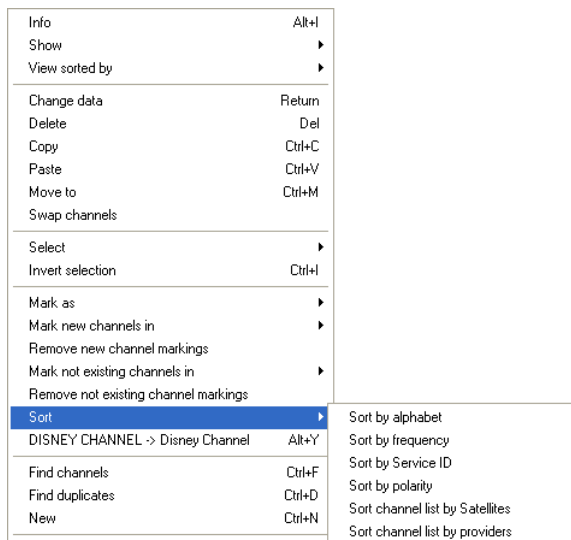 Info Alt+I
Show
View sorted by
Change data Return
Delete Del
Copy Ctrl+C
Paste Ctrl+V
Move to Ctrl+M
Swap channels
Select
Invert selection Ctrl+I
Mark as
Mark new channels in
Remove new channel markings
Mark not existing channels in
Remove not existing channel markings
Sort
DISNEY CHANNEL -> Disney Channel Alt+Y
Find channels Ctrl+F
Find duplicates Ctrl+D
New Ctrl+N
Sort by alphabet
Sort by frequency
Sort by Service ID
Sort by polarity
Sort channel list by Satellites
Sort channel list by providers